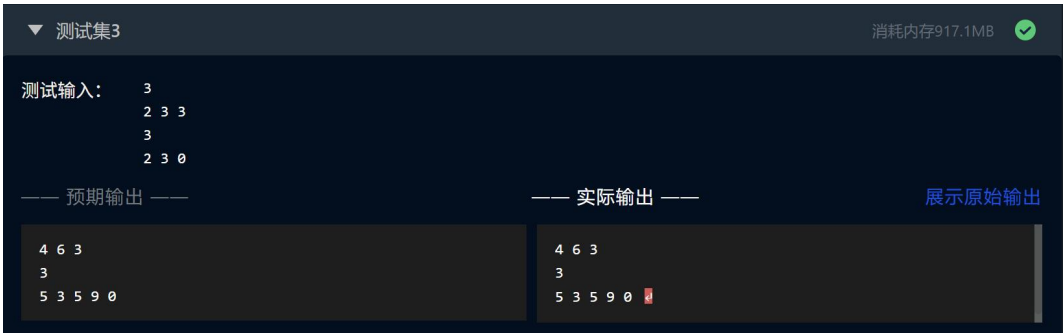 ▼ 测试集3 消耗内存917.1MB
测试输入： 3
2 3 3
3
2 3 0
—— 预期输出 —— —— 实际输出 —— 展示原始输出
4 6 3 4 6 3
3 3
5 3 5 9 0 5 3 5 9 0 ↵